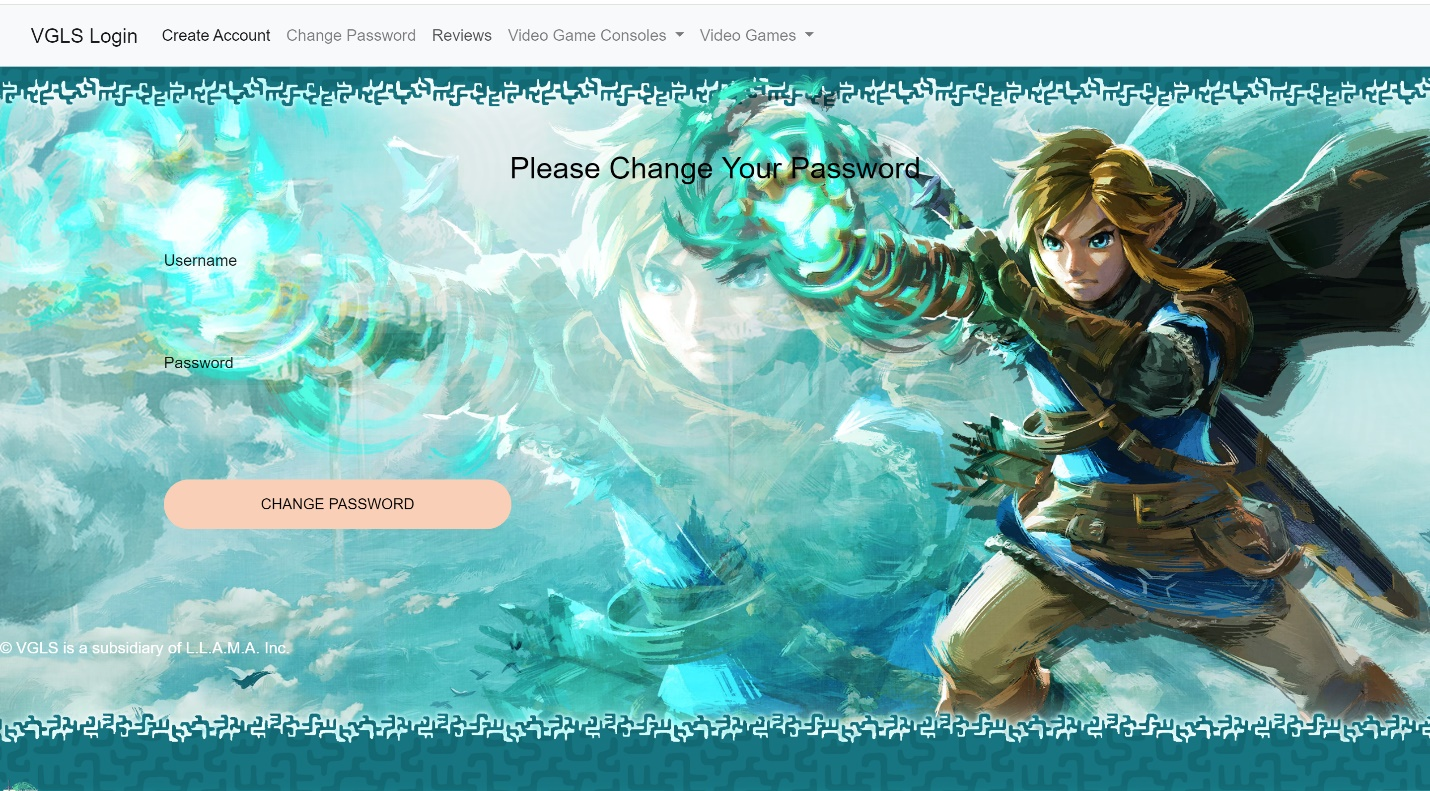 VGLS Login Create Account Change Password Reviews Video Game Consoles Video Games
Please Change Your Password
Username
Password
CHANGE PASSWORD
© VGLS is a subsidiary of L.L.A.M.A. Inc.